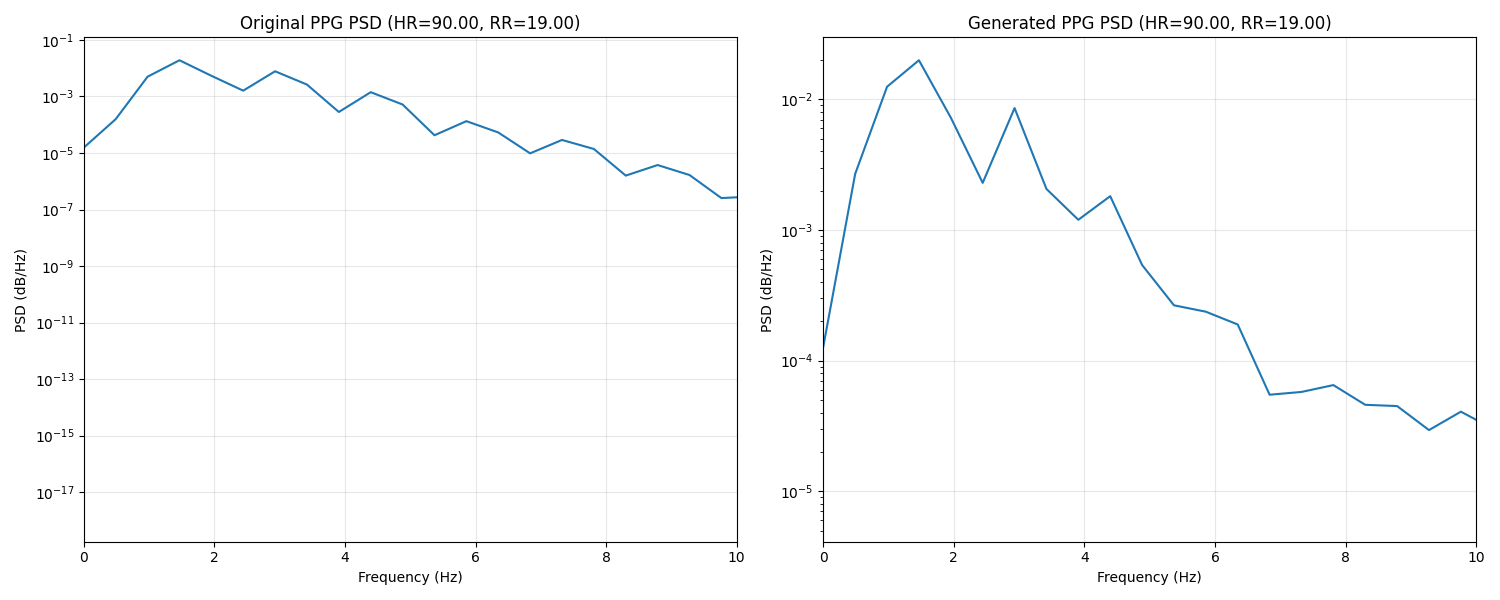 Original PPG PSD (HR=90.00, RR=19.00)
PSD (dB/Hz)
10⁻¹
10⁻³
10⁻⁵
10⁻⁷
10⁻⁹
10⁻¹¹
10⁻¹³
10⁻¹⁵
10⁻¹⁷
0 2 4 6 8 10
Frequency (Hz)
Generated PPG PSD (HR=90.00, RR=19.00)
PSD (dB/Hz)
10⁻²
10⁻³
10⁻⁴
10⁻⁵
0 2 4 6 8 10
Frequency (Hz)